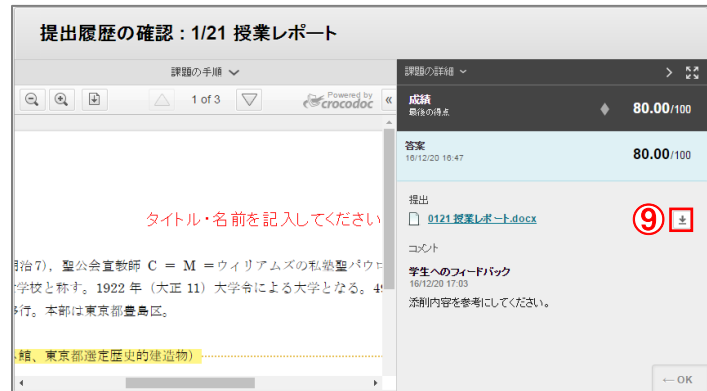 提出履歴の確認 : 1/21 授業レポート
課題の手順
1 of 3
Powered by
crocodoc
«
タイトル・名前を記入してください
明治7), 聖公会宣教師 C = M =ウィリアムズの私塾聖パウロ
学校と称す。1922 年（大正 11）大学令による大学となる。
移行。本部は東京都豊島区。
館、東京都選定歴史的建造物)
課題の詳細
成績
最後の得点
80.00/100
答案
16/12/20 16:47
80.00/100
提出
0121 授業レポート.docx
⑨
コメント
学生へのフィードバック
16/12/20 17:03
添削内容を参考にしてください。
←OK